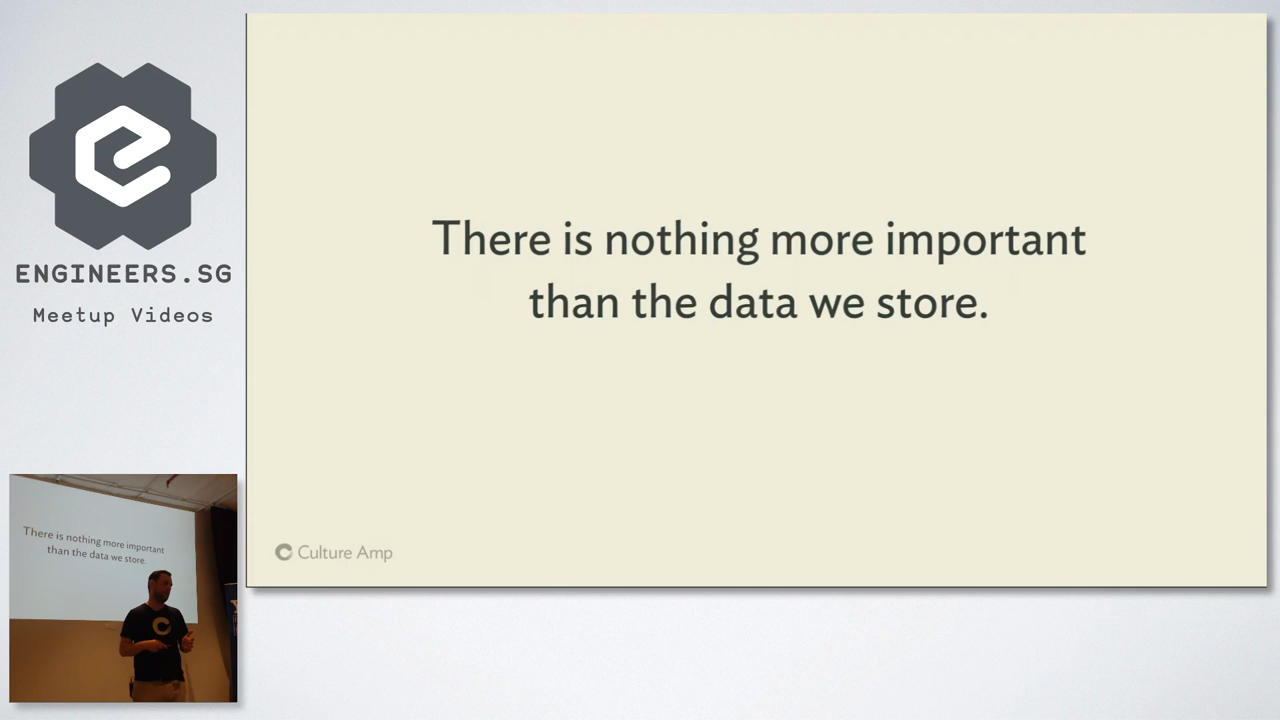 ENGINEERS.SG
Meetup Videos
There is nothing more important
than the data we store.
Culture Amp
There is nothing more important
than the data we store.